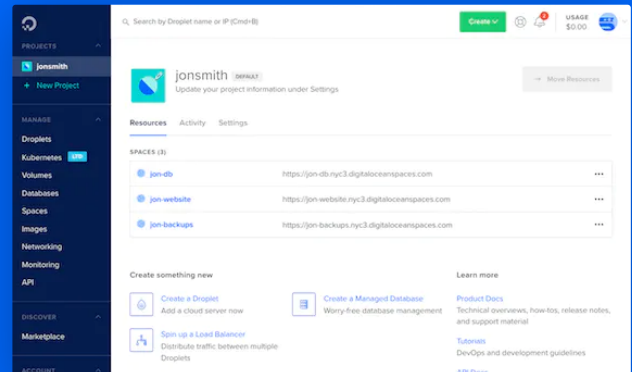 Search by Droplet name or IP (Cmd+B)
Create
2
USAGE
$0.00
PROJECTS
jonsmith
+ New Project
MANAGE
Droplets
Kubernetes LTD
Volumes
Databases
Spaces
Images
Networking
Monitoring
API
DISCOVER
Marketplace
ACCOUNT
jonsmith DEFAULT
Update your project information under Settings
→ Move Resources
Resources Activity Settings
SPACES (3)
jon-db https://jon-db.nyc3.digitaloceanspaces.com
jon-website https://jon-website.nyc3.digitaloceanspaces.com
jon-backups https://jon-backups.nyc3.digitaloceanspaces.com
Create something new
Create a Droplet
Add a cloud server now
Create a Managed Database
Worry-free database management
Spin up a Load Balancer
Distribute traffic between multiple
Droplets
Learn more
Product Docs
Technical overviews, how-tos, release notes,
and support material
Tutorials
DevOps and development guidelines
API Docs